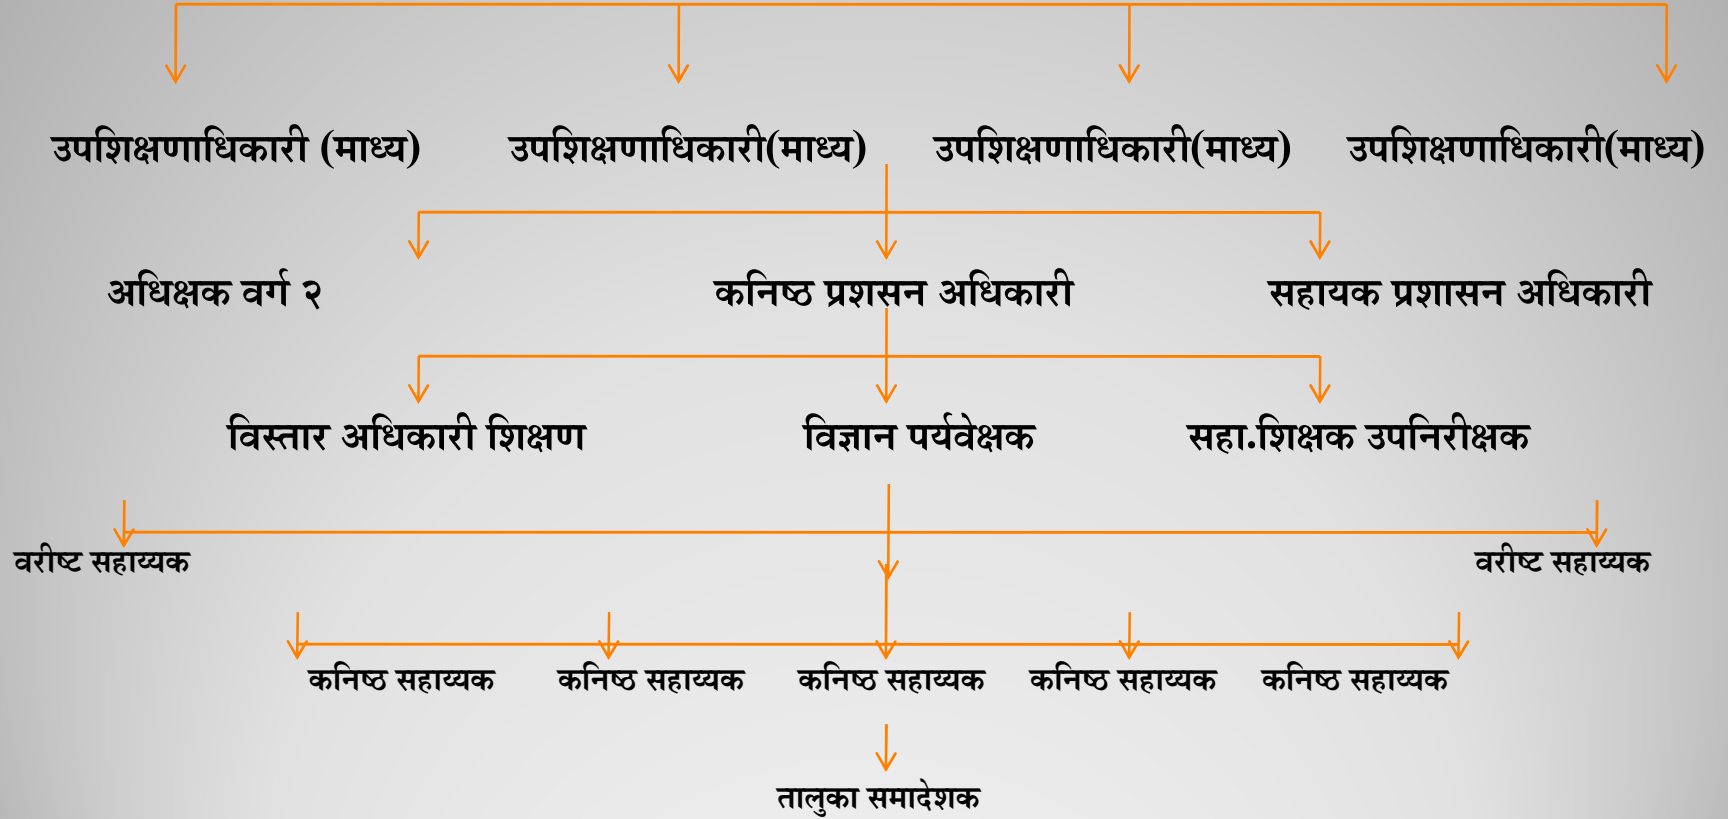 उपशिक्षणाधिकारी (माध्य) उपशिक्षणाधिकारी(माध्य) उपशिक्षणाधिकारी(माध्य) उपशिक्षणाधिकारी(माध्य)
अधिक्षक वर्ग २ कनिष्ठ प्रशसन अधिकारी सहायक प्रशासन अधिकारी
विस्तार अधिकारी शिक्षण विज्ञान पर्यवेक्षक सहा.शिक्षक उपनिरीक्षक
वरीष्ट सहाय्यक वरीष्ट सहाय्यक
कनिष्ठ सहाय्यक कनिष्ठ सहाय्यक कनिष्ठ सहाय्यक कनिष्ठ सहाय्यक कनिष्ठ सहाय्यक
तालुका समादेशक